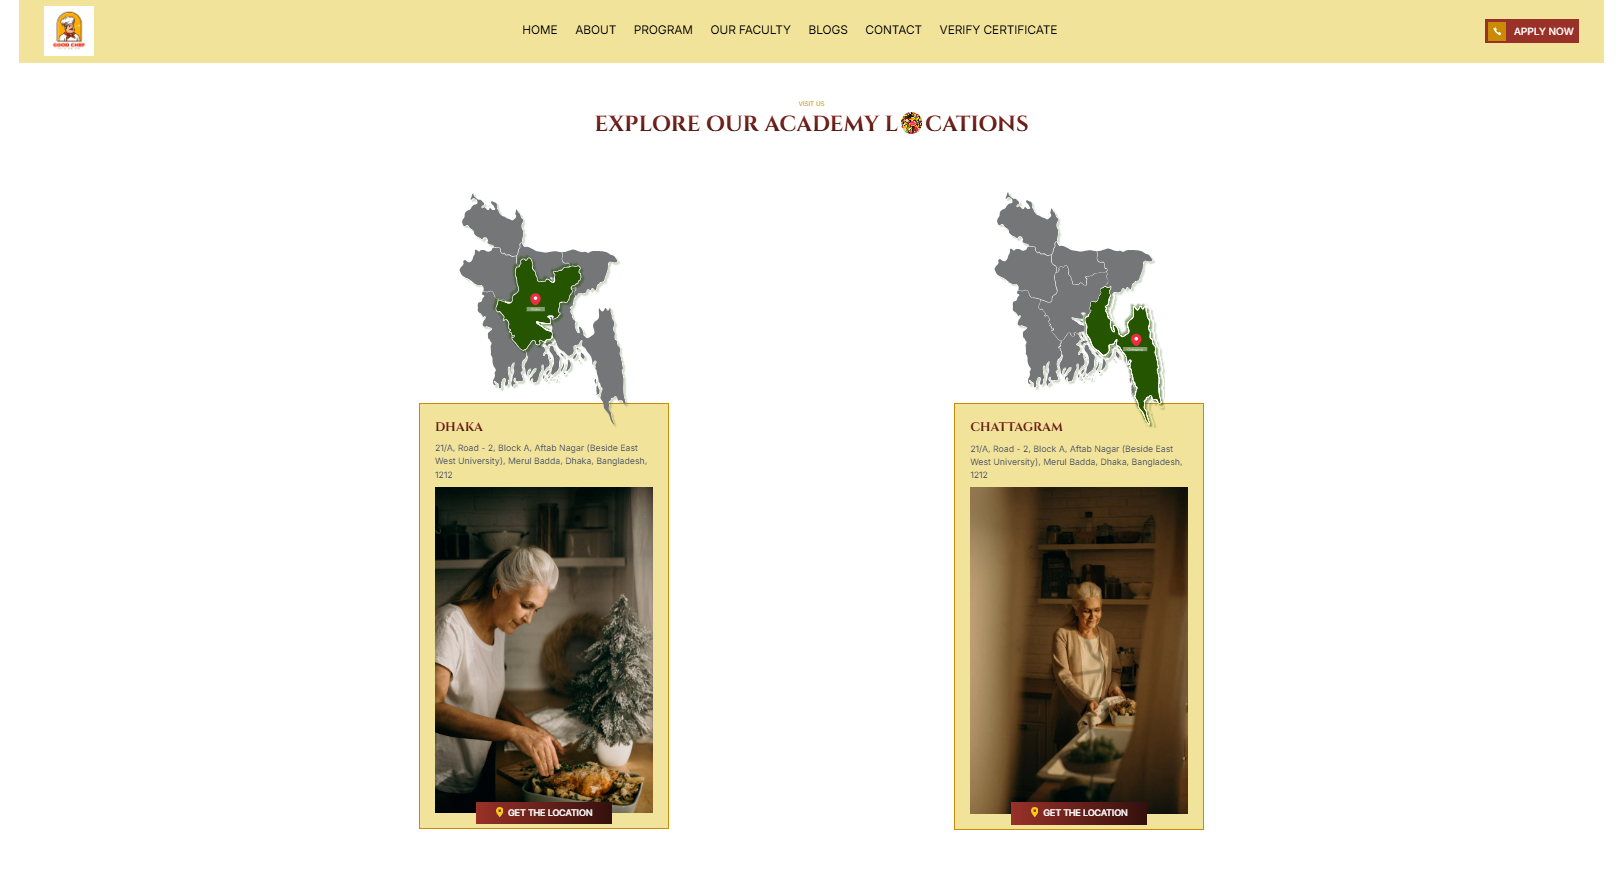 GOOD CHEF
HOME ABOUT PROGRAM OUR FACULTY BLOGS CONTACT VERIFY CERTIFICATE
APPLY NOW
VISIT US
EXPLORE OUR ACADEMY L CATIONS
DHAKA
21/A, Road - 2, Block A, Aftab Nagar (Beside East
West University), Merul Badda, Dhaka, Bangladesh,
1212
GET THE LOCATION
CHATTAGRAM
21/A, Road - 2, Block A, Aftab Nagar (Beside East
West University), Merul Badda, Dhaka, Bangladesh,
1212
GET THE LOCATION